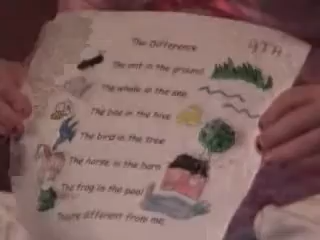 The Difference
The ant in the ground
The whale in the sea
The bee in the hive
The bird in the tree
The horse in the barn
The frog in the pool
You're different from me